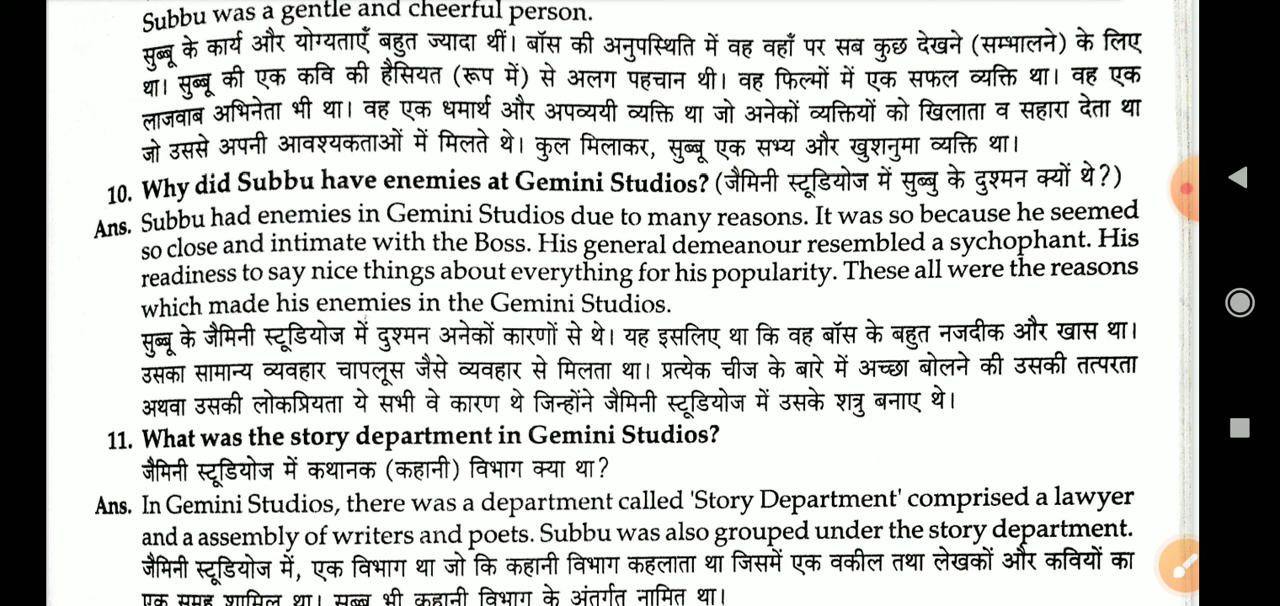 Subbu was a gentle and cheerful person.
सुब्बू के कार्य और योग्यताएँ बहुत ज्यादा थीं। बॉस की अनुपस्थिति में वह वहाँ पर सब कुछ देखने (सम्भालने) के लिए
था। सुब्बू की एक कवि की हैसियत (रूप में) से अलग पहचान थी। वह फिल्मों में एक सफल व्यक्ति था। वह एक
लाजवाब अभिनेता भी था। वह एक धमार्थ और अपव्ययी व्यक्ति था जो अनेकों व्यक्तियों को खिलाता व सहारा देता था
जो उससे अपनी आवश्यकताओं में मिलते थे। कुल मिलाकर, सुब्बू एक सभ्य और खुशनुमा व्यक्ति था।
10. Why did Subbu have enemies at Gemini Studios? (जैमिनी स्टूडियोज में सुब्बु के दुश्मन क्यों थे?)
Ans. Subbu had enemies in Gemini Studios due to many reasons. It was so because he seemed
so close and intimate with the Boss. His general demeanour resembled a sychophant. His
readiness to say nice things about everything for his popularity. These all were the reasons
which made his enemies in the Gemini Studios.
सुब्बू के जैमिनी स्टूडियोज में दुश्मन अनेकों कारणों से थे। यह इसलिए था कि वह बॉस के बहुत नजदीक और खास था।
उसका सामान्य व्यवहार चापलूस जैसे व्यवहार से मिलता था। प्रत्येक चीज के बारे में अच्छा बोलने की उसकी तत्परता
अथवा उसकी लोकप्रियता ये सभी वे कारण थे जिन्होंने जैमिनी स्टूडियोज में उसके शत्रु बनाए थे।
11. What was the story department in Gemini Studios?
जैमिनी स्टूडियोज में कथानक (कहानी) विभाग क्या था?
Ans. In Gemini Studios, there was a department called 'Story Department' comprised a lawyer
and a assembly of writers and poets. Subbu was also grouped under the story department.
जैमिनी स्टूडियोज में, एक विभाग था जो कि कहानी विभाग कहलाता था जिसमें एक वकील तथा लेखकों और कवियों का
एक समूह शामिल था। सुब्बू भी कहानी विभाग के अंतर्गत नामित था।